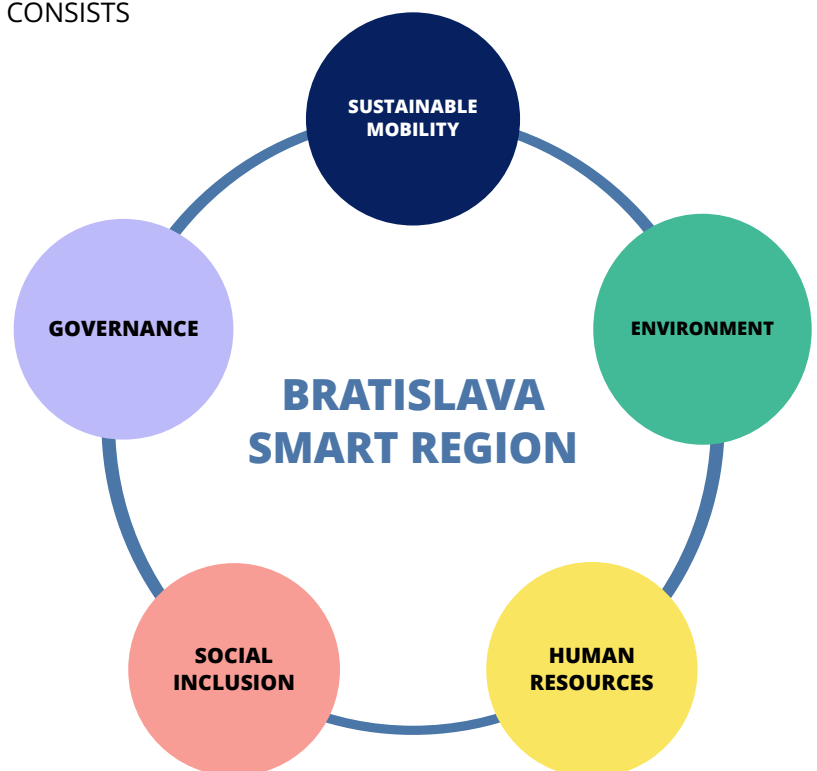 CONSISTS
SUSTAINABLE
MOBILITY
GOVERNANCE
ENVIRONMENT
BRATISLAVA
SMART REGION
SOCIAL
INCLUSION
HUMAN
RESOURCES